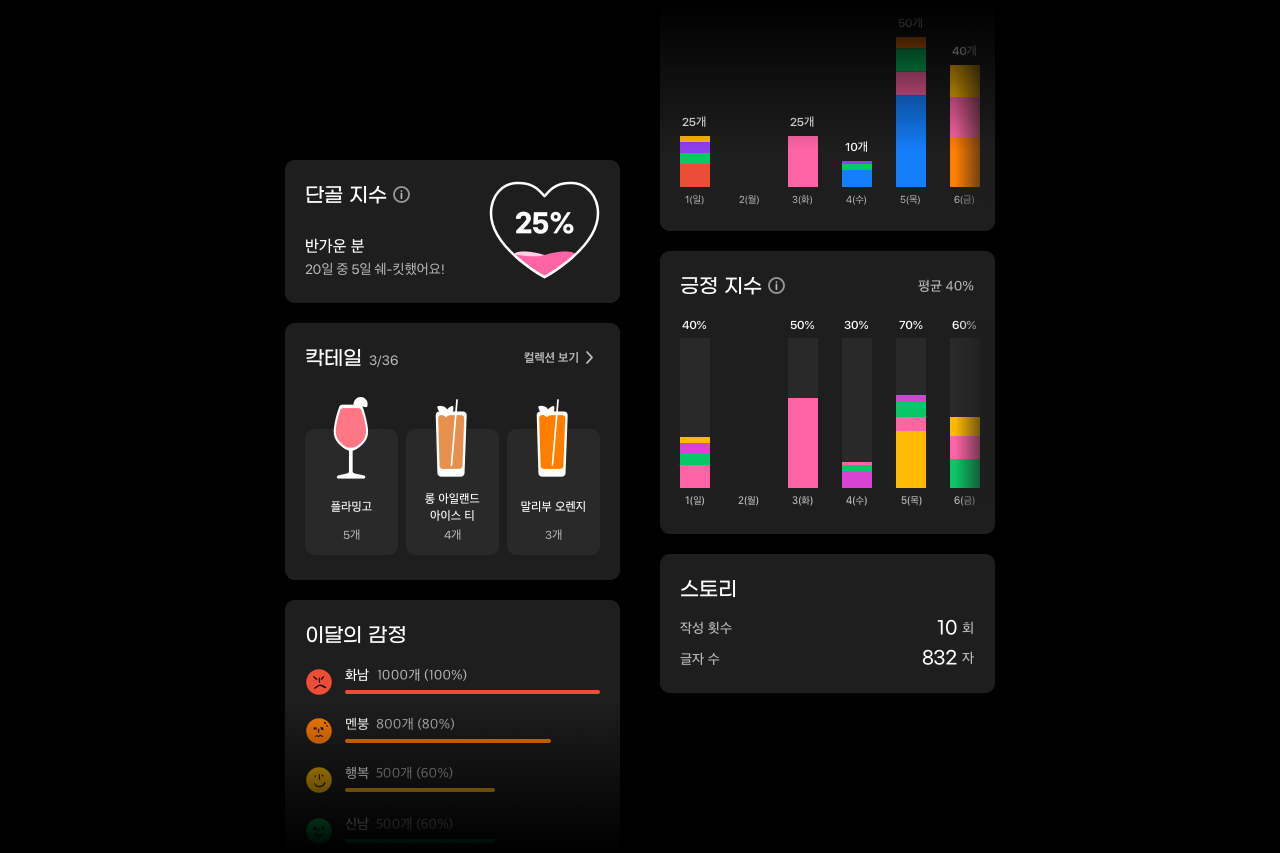 단골 지수
25%
반가운 분
20일 중 5일 쉐-킷했어요!
칵테일 3/36
컬렉션 보기
플라밍고
5개
롱 아일랜드
아이스 티
4개
말리부 오렌지
3개
이달의 감정
화남 1000개 (100%)
멘붕 800개 (80%)
행복 500개 (60%)
신남 500개 (60%)
50개
40개
25개
25개
10개
1(일) 2(월) 3(화) 4(수) 5(목) 6(금)
긍정 지수
평균 40%
40% 50% 30% 70% 60%
1(일) 2(월) 3(화) 4(수) 5(목) 6(금)
스토리
작성 횟수 10 회
글자 수 832 자